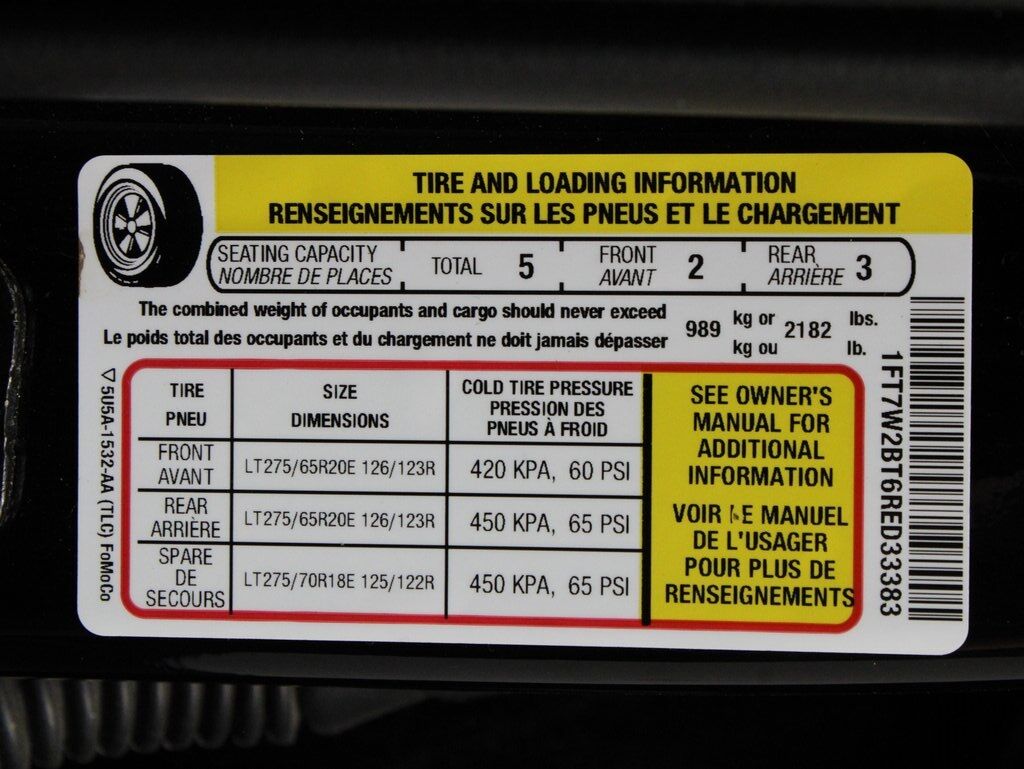 TIRE AND LOADING INFORMATION
RENSEIGNEMENTS SUR LES PNEUS ET LE CHARGEMENT
SEATING CAPACITY
NOMBRE DE PLACES
TOTAL 5
FRONT
AVANT
2
REAR
ARRIÈRE
3
The combined weight of occupants and cargo should never exceed
Le poids total des occupants et du chargement ne doit jamais dépasser
989
kg or
kg ou
2182
lbs.
lb.
TIRE
PNEU
SIZE
DIMENSIONS
COLD TIRE PRESSURE
PRESSION DES
PNEUS À FROID
FRONT
AVANT
LT275/65R20E 126/123R
420 KPA, 60 PSI
REAR
ARRIÈRE
LT275/65R20E 126/123R
450 KPA, 65 PSI
SPARE
DE
SECOURS
LT275/70R18E 125/122R
450 KPA, 65 PSI
SEE OWNER'S
MANUAL FOR
ADDITIONAL
INFORMATION
VOIR LE MANUEL
DE L'USAGER
POUR PLUS DE
RENSEIGNEMENTS
▽5U5A-1532-AA (TLC) FoMoCo
1FT7W2BT6RED33383